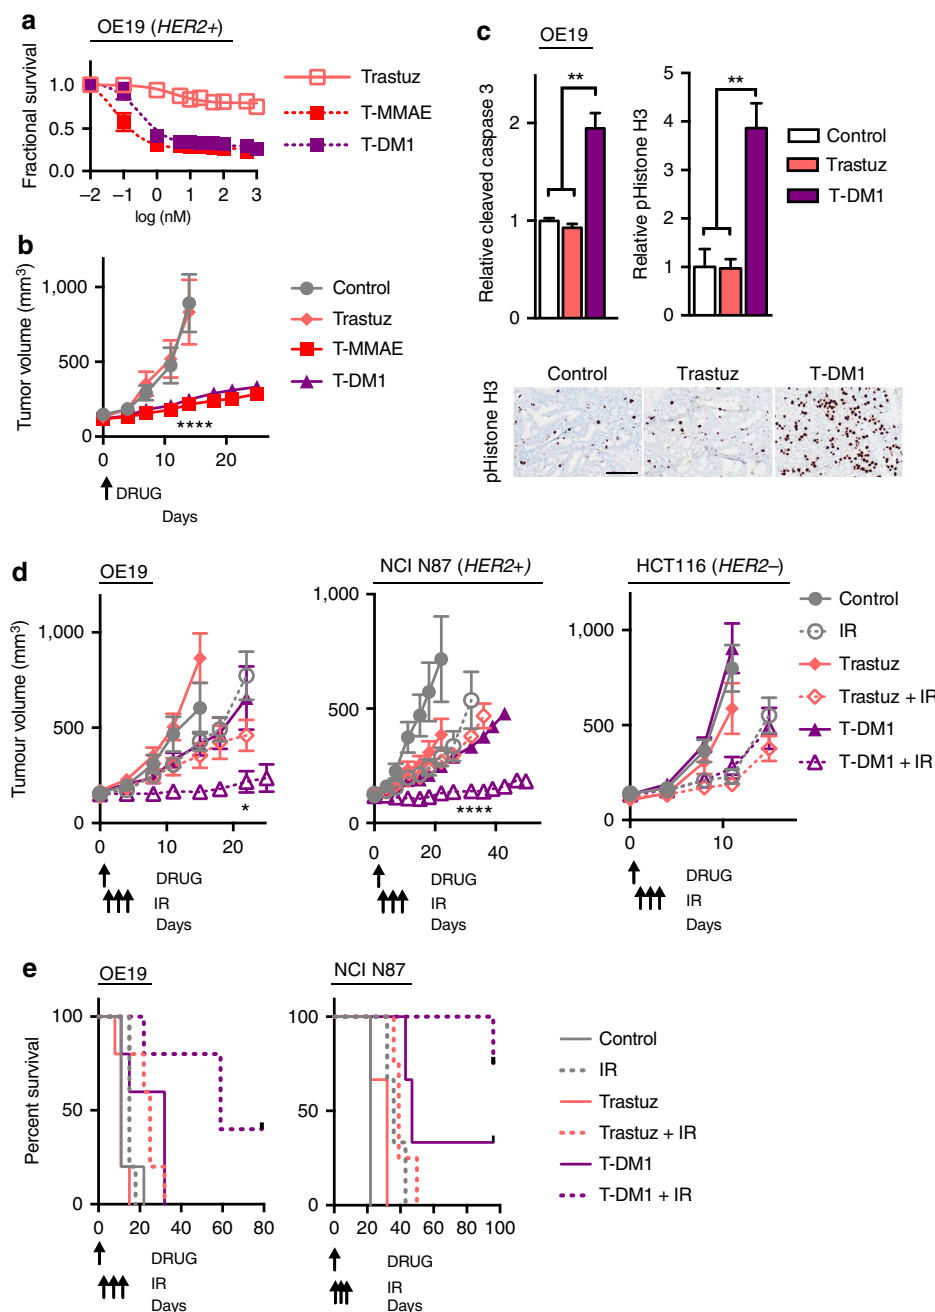 a
OE19 (HER2+)
Fractional survival
1.0
0.5
0.0
−2 −1 0 1 2 3
log (nM)
Trastuz
T-MMAE
T-DM1
b
Tumor volume (mm³)
1,000
500
0
0 10 20
DRUG
Days
Control
Trastuz
T-MMAE
T-DM1
****
c
OE19
Relative cleaved caspase 3
2
1
0
**
Relative pHistone H3
5
4
3
2
1
0
**
Control
Trastuz
T-DM1
Control Trastuz T-DM1
pHistone H3
d
OE19
Tumour volume (mm³)
1,000
500
0
0 20
*
DRUG
IR
Days
NCI N87 (HER2+)
1,000
500
0
0 20 40
****
DRUG
IR
Days
HCT116 (HER2–)
1,000
500
0
0 10
DRUG
IR
Days
Control
IR
Trastuz
Trastuz + IR
T-DM1
T-DM1 + IR
e
OE19
Percent survival
100
50
0
0 20 40 60 80
DRUG
IR
Days
NCI N87
100
50
0
0 20 40 60 80 100
DRUG
IR
Days
Control
IR
Trastuz
Trastuz + IR
T-DM1
T-DM1 + IR